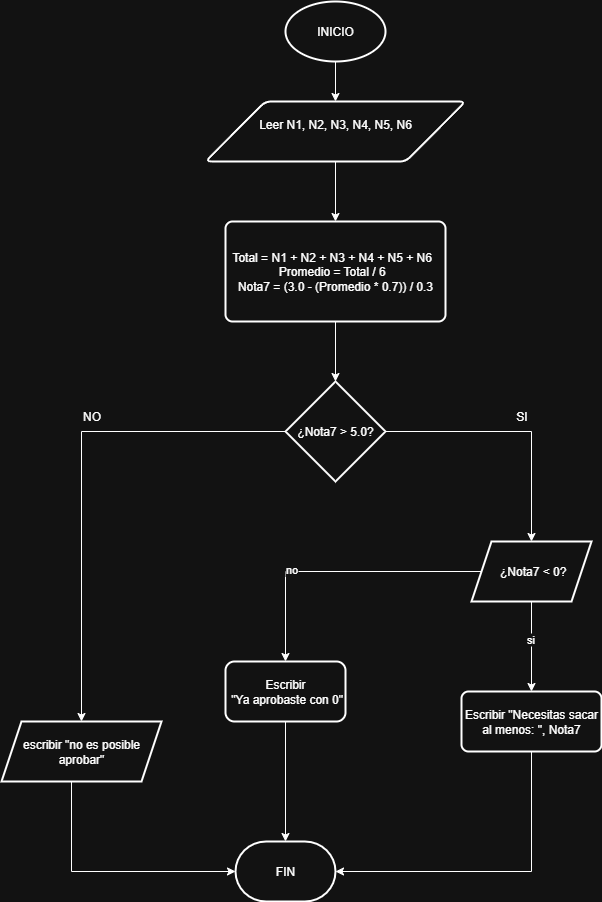 INICIO
Leer N1, N2, N3, N4, N5, N6
Total = N1 + N2 + N3 + N4 + N5 + N6
Promedio = Total / 6
Nota7 = (3.0 - (Promedio * 0.7)) / 0.3
¿Nota7 > 5.0?
NO
SI
¿Nota7 < 0?
no
si
Escribir
"Ya aprobaste con 0"
Escribir "Necesitas sacar
al menos: ", Nota7
escribir "no es posible
aprobar"
FIN